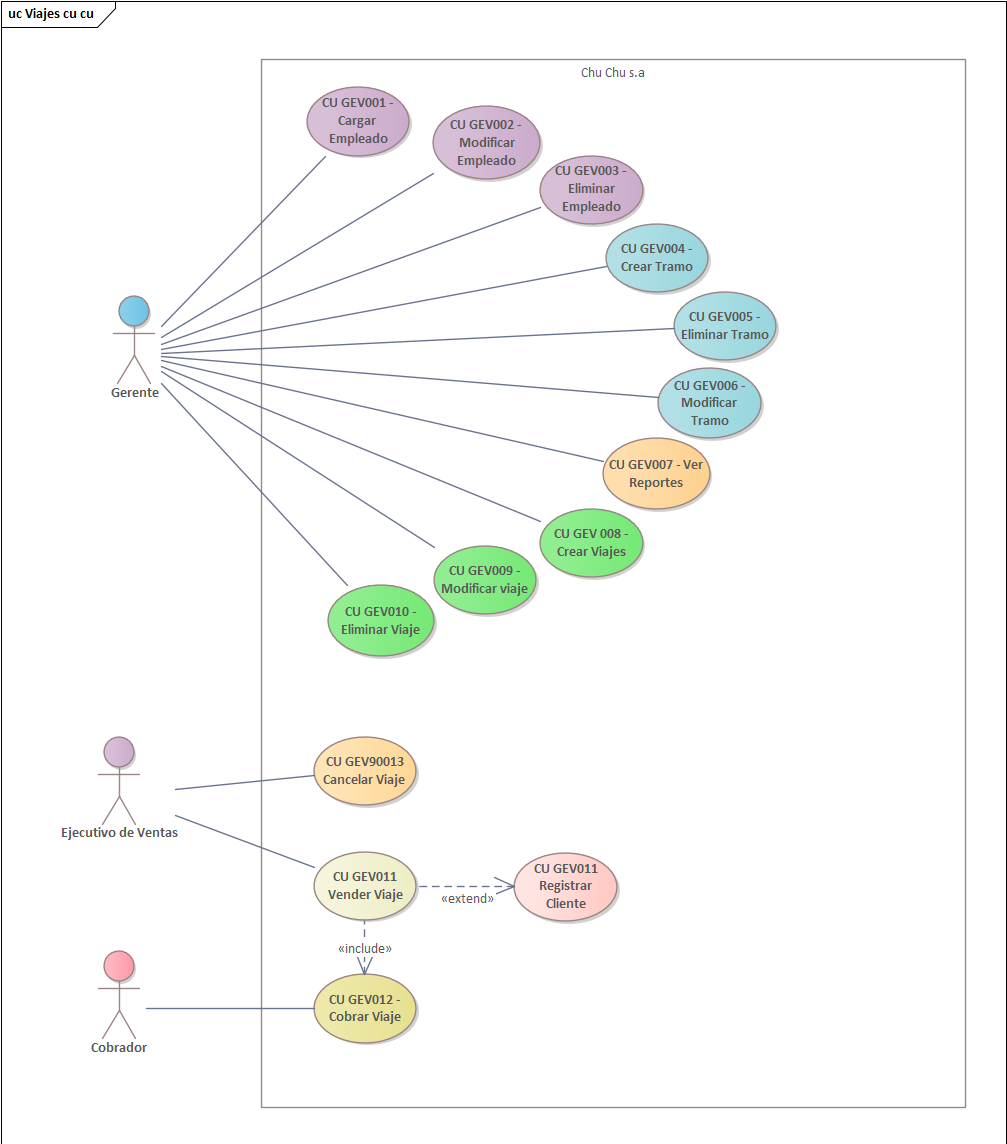 uc Viajes cu cu
Chu Chu s.a
CU GEV001 -
Cargar
Empleado
CU GEV002 -
Modificar
Empleado
CU GEV003 -
Eliminar
Empleado
CU GEV004 -
Crear Tramo
CU GEV005 -
Eliminar Tramo
CU GEV006 -
Modificar
Tramo
Gerente
CU GEV007 - Ver
Reportes
CU GEV 008 -
Crear Viajes
CU GEV009 -
Modificar viaje
CU GEV010 -
Eliminar Viaje
CU GEV90013
Cancelar Viaje
Ejecutivo de Ventas
CU GEV011
Vender Viaje
«extend»
CU GEV011
Registrar
Cliente
«include»
CU GEV012 -
Cobrar Viaje
Cobrador